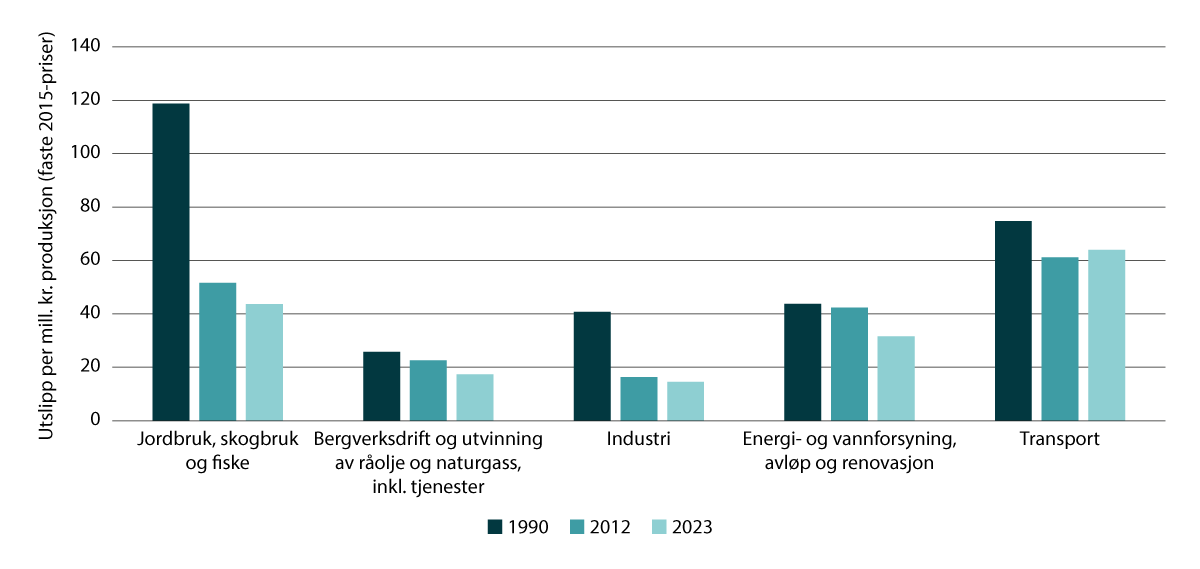 Utslipp per mill. kr. produksjon (faste 2015-priser)
140
120
100
80
60
40
20
0
Jordbruk, skogbruk
og fiske
Bergverksdrift og utvinning
av råolje og naturgass,
inkl. tjenester
Industri
Energi- og vannforsyning,
avløp og renovasjon
Transport
1990 2012 2023